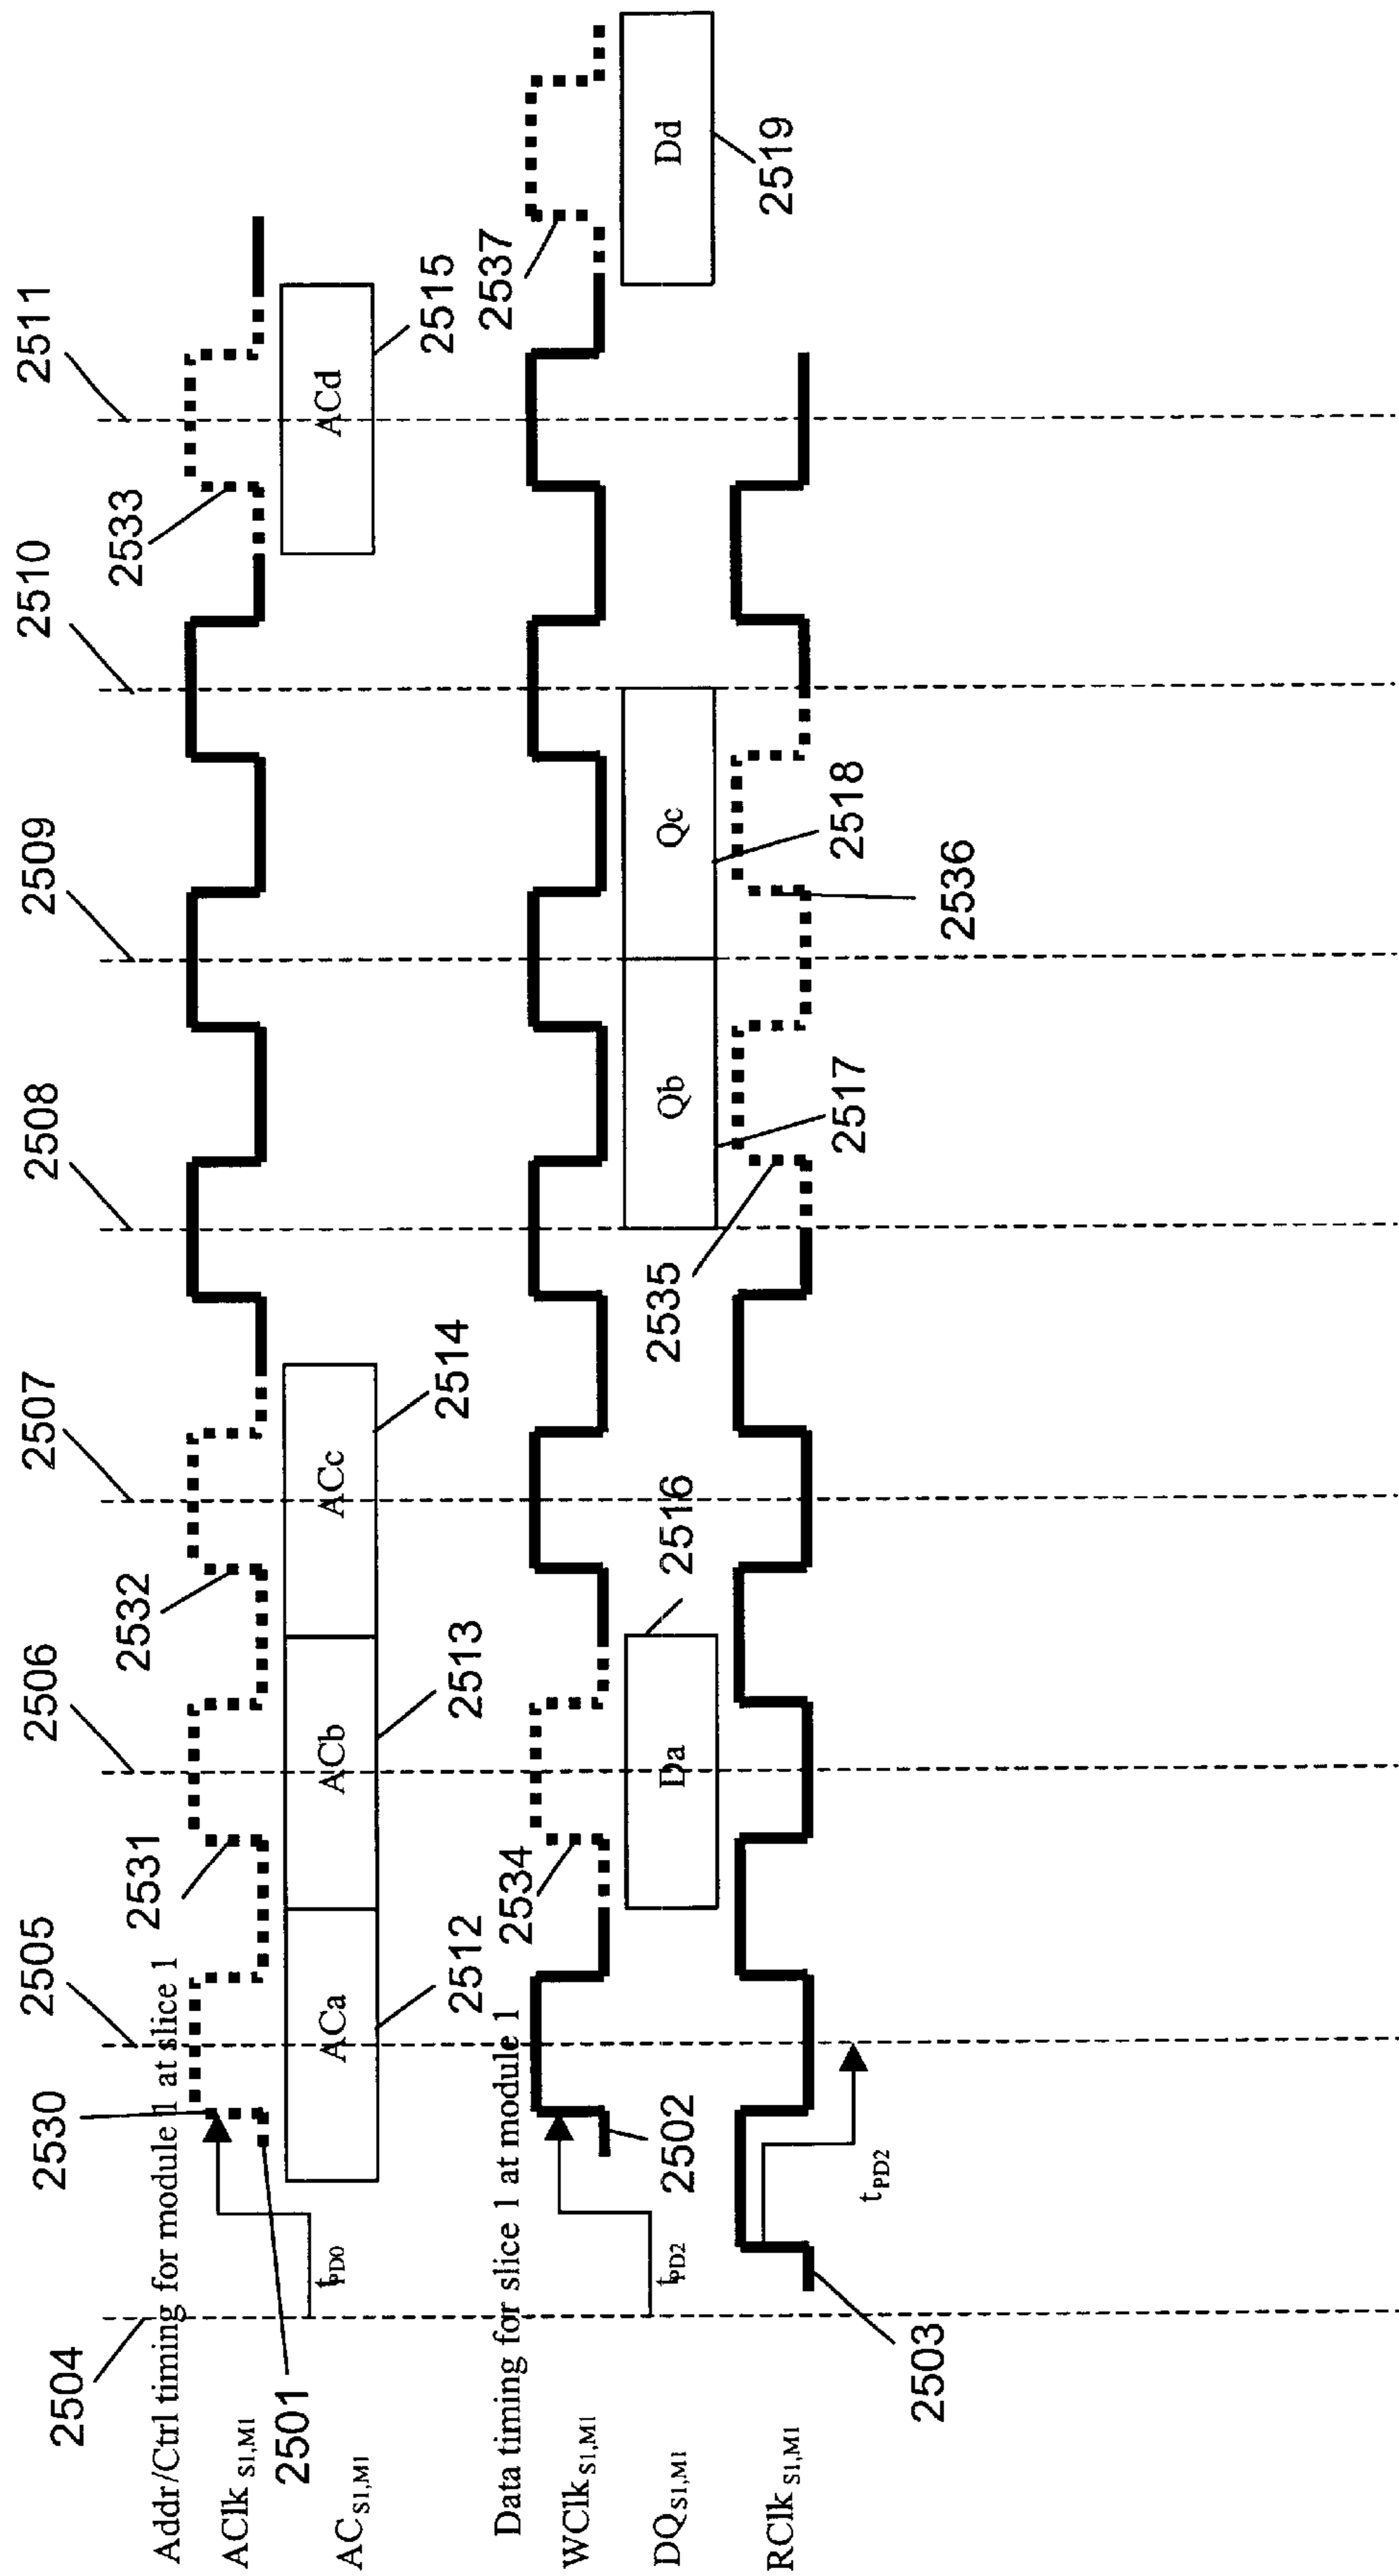 2504
2505
2506
2507
2508
2509
2510
2511
Addr/Ctrl timing for module 1 at slice 1
2530
2531
2532
2533
AClk S1,M1
2501
tPD0
AC S1,M1
ACa
ACb
ACc
ACd
2512
2513
2514
2515
Data timing for slice 1 at module 1
2534
2516
2537
WClk S1,M1
2502
tPD2
DQ S1,M1
Da
Qb
Qc
Dd
2535
2517
2518
2519
2536
RClk S1,M1
2503
tPD2